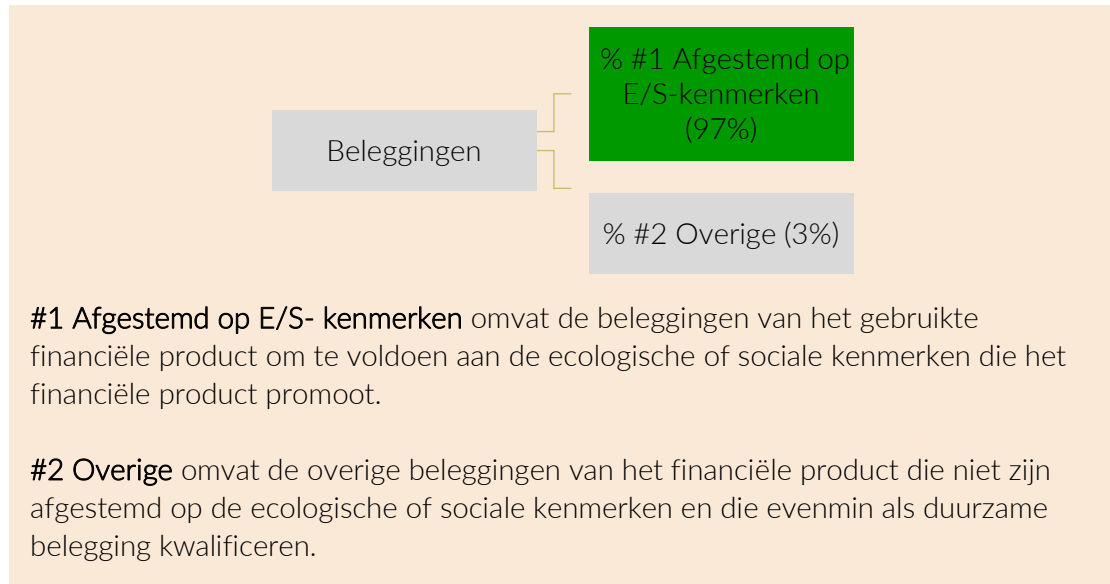 % #1 Afgestemd op
E/S-kenmerken
(97%)
Beleggingen
% #2 Overige (3%)
#1 Afgestemd op E/S- kenmerken omvat de beleggingen van het gebruikte
financiële product om te voldoen aan de ecologische of sociale kenmerken die het
financiële product promoot.
#2 Overige omvat de overige beleggingen van het financiële product die niet zijn
afgestemd op de ecologische of sociale kenmerken en die evenmin als duurzame
belegging kwalificeren.